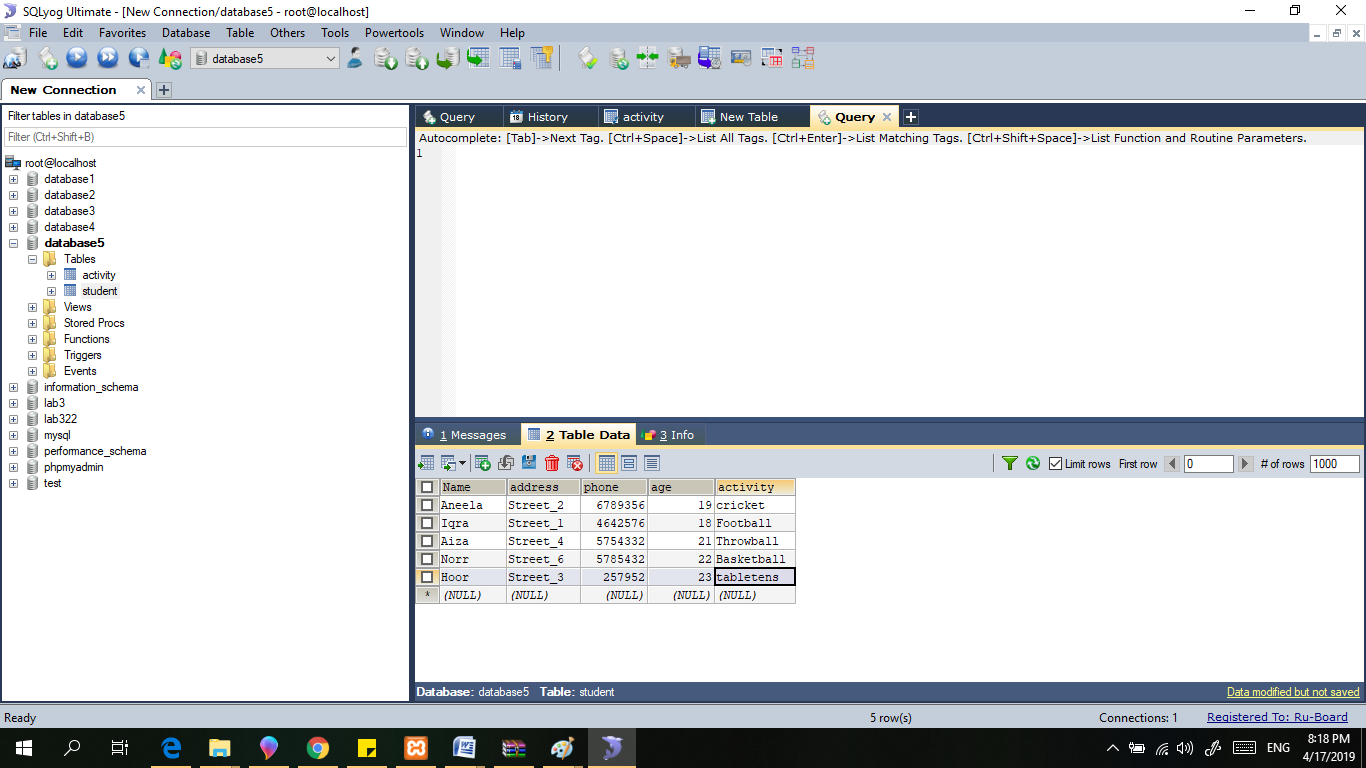 SQLyog Ultimate - [New Connection/database5 - root@localhost]
File Edit Favorites Database Table Others Tools Powertools Window Help
database5
New Connection
Filter tables in database5
Filter (Ctrl+Shift+B)
root@localhost
database1
database2
database3
database4
database5
Tables
activity
student
Views
Stored Procs
Functions
Triggers
Events
information_schema
lab3
lab322
mysql
performance_schema
phpmyadmin
test
Query History activity New Table Query
Autocomplete: [Tab]->Next Tag. [Ctrl+Space]->List All Tags. [Ctrl+Enter]->List Matching Tags. [Ctrl+Shift+Space]->List Function and Routine Parameters.
1
1 Messages 2 Table Data 3 Info
Limit rows First row 0 # of rows 1000
Name address phone age activity
Aneela Street_2 6789356 19 cricket
Iqra Street_1 4642576 18 Football
Aiza Street_4 5754332 21 Throwball
Norr Street_6 5785432 22 Basketball
Hoor Street_3 257952 23 tabletens
* (NULL) (NULL) (NULL) (NULL) (NULL)
Database: database5 Table: student Data modified but not saved
Ready 5 row(s) Connections: 1 Registered To: Ru-Board
ENG 8:18 PM
4/17/2019